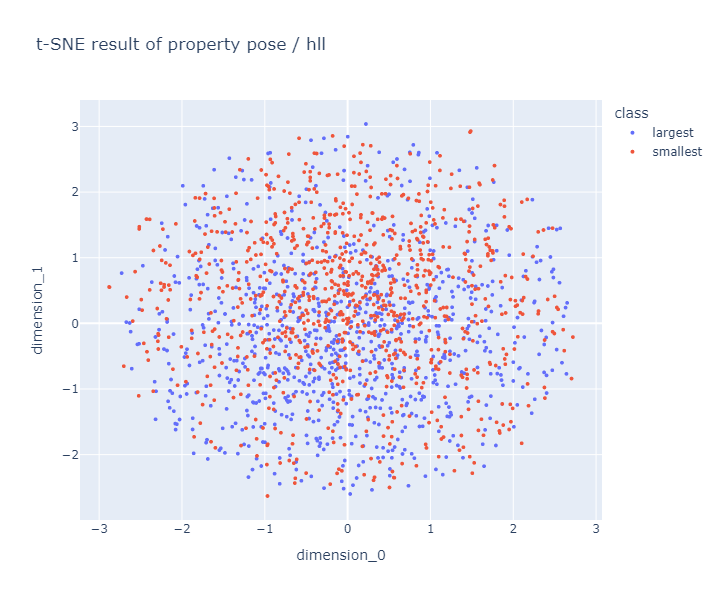 t-SNE result of property pose / hll
class
largest
smallest
3
2
1
0
−1
−2
dimension_1
−3
−2
−1
0
1
2
3
dimension_0